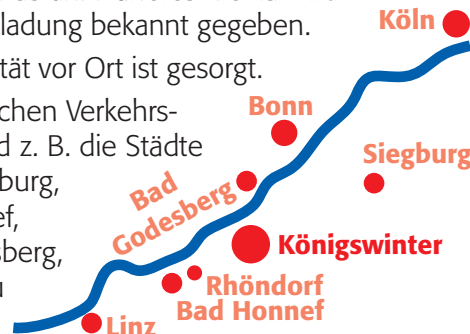 ladung bekannt gegeben.
tät vor Ort ist gesorgt.
chen Verkehrs-
d z. B. die Städte
burg,
ef,
sberg,
Köln
Bonn
Siegburg
Bad
Godesberg
Königswinter
Rhöndorf
Bad Honnef
Linz